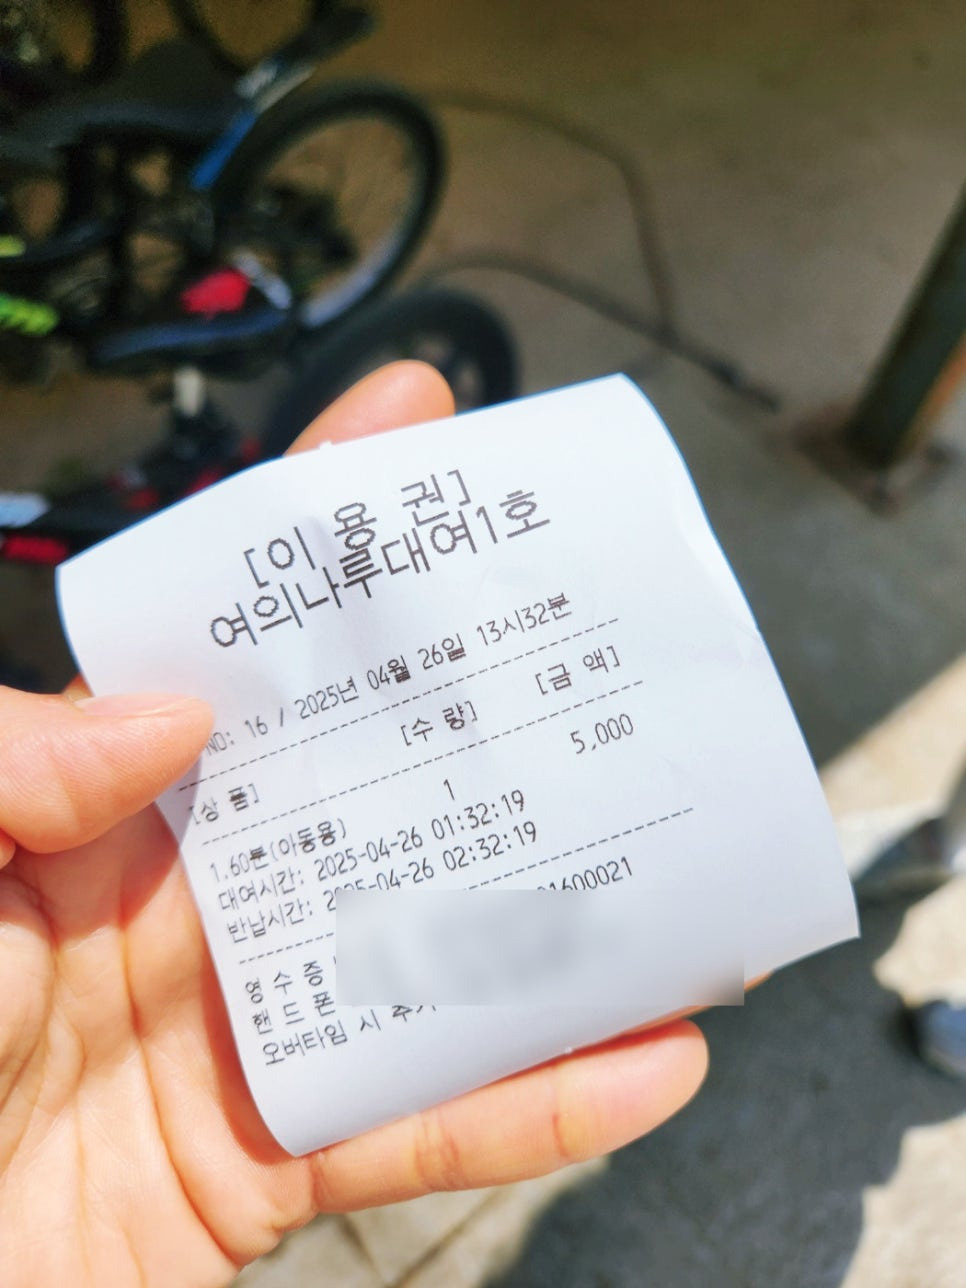 [이 용 권]
여의나루대여1호
NO: 16 / 2025년 04월 26일 13시32분
[상 품] [수 량] [금 액]
1.60분(아동용) 1 5,000
대여시간: 2025-04-26 01:32:19
반납시간: 2025-04-26 02:32:19
영 수 증 01600021
핸 드 폰
오버타임 시 추가